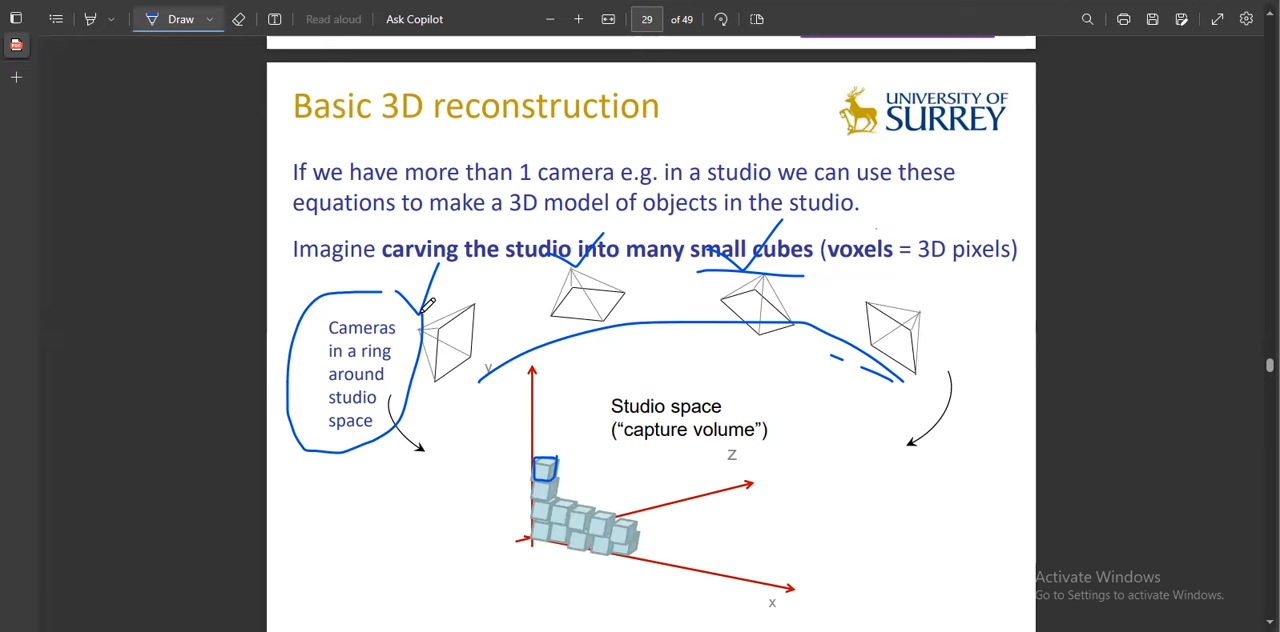 Draw
Read aloud
Ask Copilot
29
of 49
Basic 3D reconstruction
UNIVERSITY OF
SURREY
If we have more than 1 camera e.g. in a studio we can use these
equations to make a 3D model of objects in the studio.
Imagine carving the studio into many small cubes (voxels = 3D pixels)
Cameras
in a ring
around
studio
space
y
Studio space
("capture volume")
z
x
Activate Windows
Go to Settings to activate Windows.